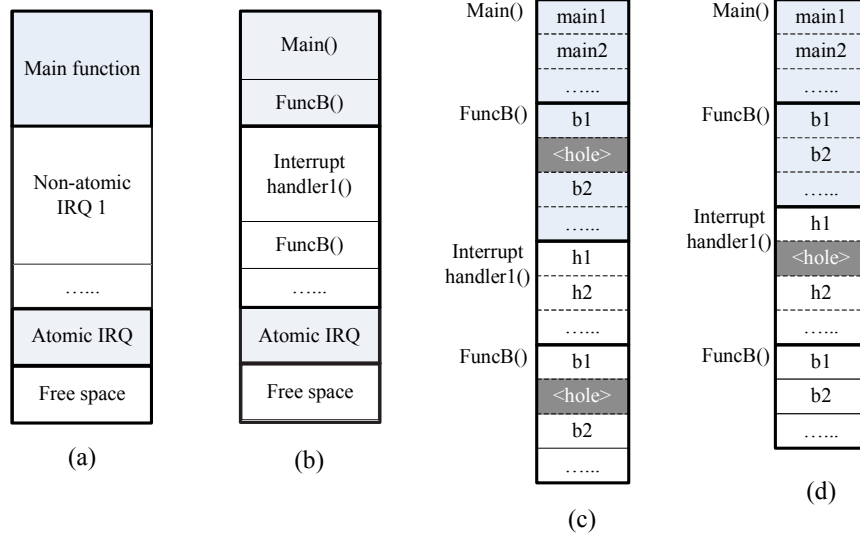 Main function
Non-atomic
IRQ 1
…...
Atomic IRQ
Free space
(a)
Main()
FuncB()
Interrupt
handler1()
FuncB()
…...
Atomic IRQ
Free space
(b)
Main()
main1
main2
…...
FuncB()
b1
<hole>
b2
…...
Interrupt
handler1()
h1
h2
…...
FuncB()
b1
<hole>
b2
…...
(c)
Main()
main1
main2
…...
FuncB()
b1
b2
…...
Interrupt
handler1()
h1
<hole>
h2
…...
FuncB()
b1
b2
…...
(d)